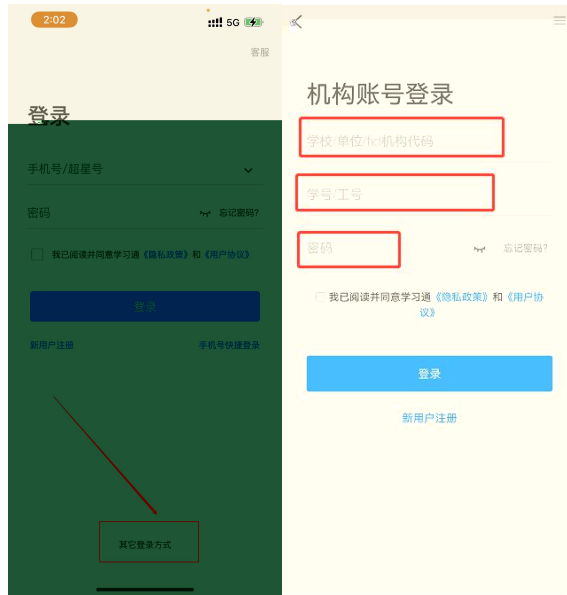 2:02
5G
客服
登录
手机号/超星号
密码
忘记密码?
我已阅读并同意学习通《隐私政策》和《用户协议》
登录
新用户注册
手机号快捷登录
其它登录方式
机构账号登录
学校/单位/fid/机构代码
学号/工号
密码
忘记密码?
我已阅读并同意学习通《隐私政策》和《用户协
议》
登录
新用户注册